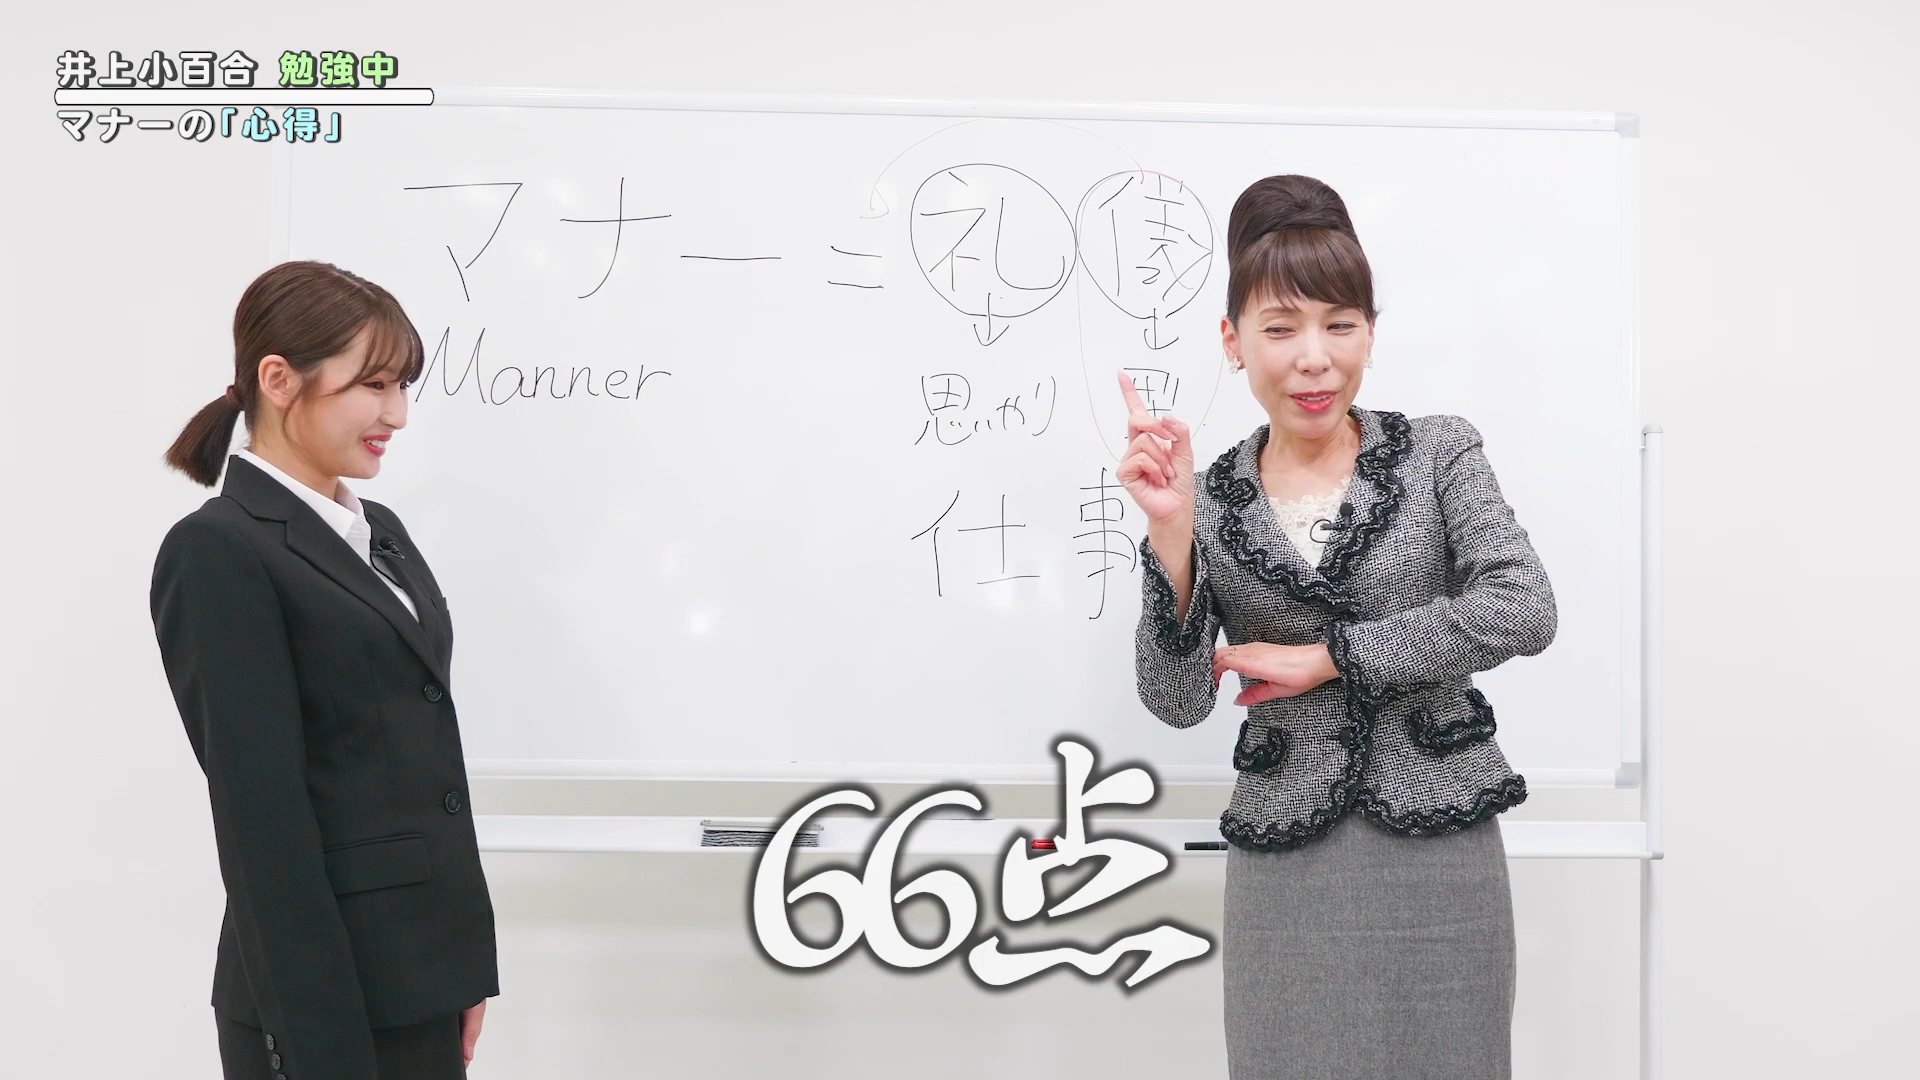 井上小百合 勉強中
マナーの「心得」
マナー=礼儀
Manner
思いやり 型
仕事
66点